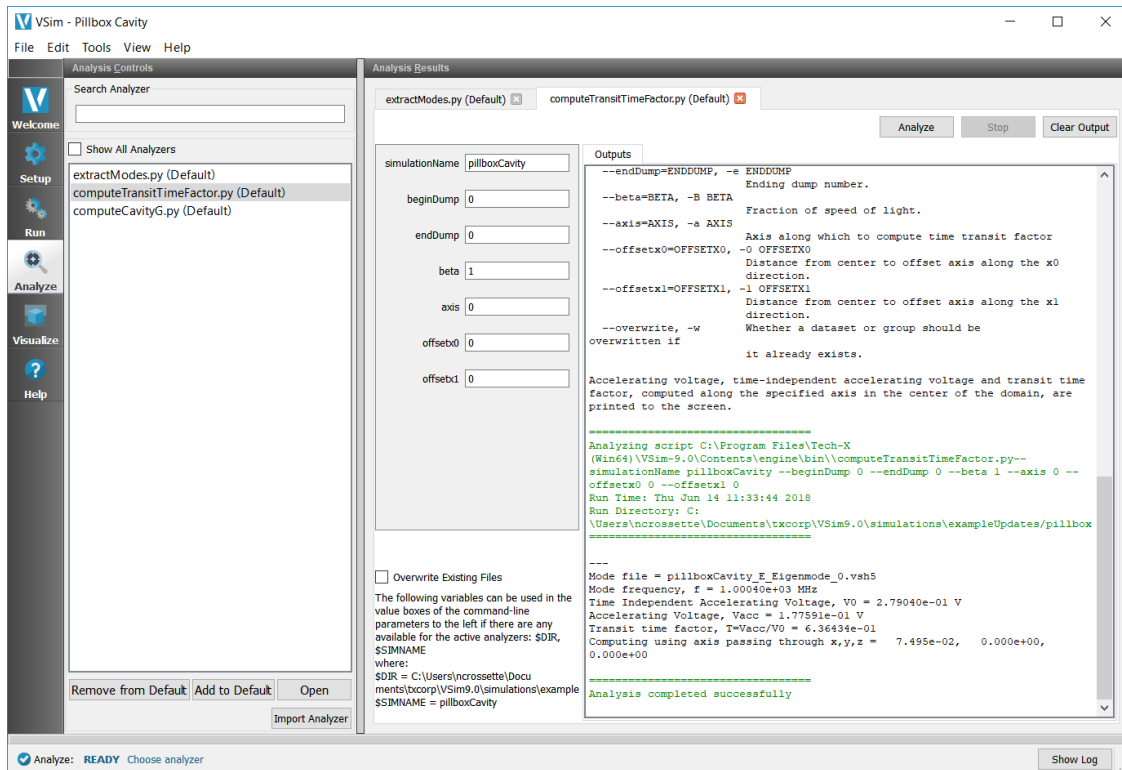 VSim - Pillbox Cavity
File Edit Tools View Help
Analysis Controls
Search Analyzer
Show All Analyzers
extractModes.py (Default)
computeTransitTimeFactor.py (Default)
computeCavityG.py (Default)
Welcome
Setup
Run
Analyze
Visualize
Help
Remove from Default Add to Default Open
Import Analyzer
Analysis Results
extractModes.py (Default) computeTransitTimeFactor.py (Default)
Analyze Stop Clear Output
simulationName pillboxCavity
beginDump 0
endDump 0
beta 1
axis 0
offsetx0 0
offsetx1 0
Overwrite Existing Files
The following variables can be used in the
value boxes of the command-line
parameters to the left if there are any
available for the active analyzers: $DIR,
$SIMNAME
where:
$DIR = C:\Users\ncrossette\Docu
ments\txcorp\VSim9.0\simulations\example
$SIMNAME = pillboxCavity
Outputs
--endDump=ENDDUMP, -e ENDDUMP
Ending dump number.
--beta=BETA, -B BETA
Fraction of speed of light.
--axis=AXIS, -a AXIS
Axis along which to compute time transit factor
--offsetx0=OFFSETX0, -0 OFFSETX0
Distance from center to offset axis along the x0
direction.
--offsetx1=OFFSETX1, -1 OFFSETX1
Distance from center to offset axis along the x1
direction.
--overwrite, -w Whether a dataset or group should be
overwritten if
it already exists.
Accelerating voltage, time-independent accelerating voltage and transit time
factor, computed along the specified axis in the center of the domain, are
printed to the screen.
==================================
Analyzing script C:\Program Files\Tech-X
(Win64)\VSim-9.0\Contents\engine\bin\\computeTransitTimeFactor.py--
simulationName pillboxCavity --beginDump 0 --endDump 0 --beta 1 --axis 0 --
offsetx0 0 --offsetx1 0
Run Time: Thu Jun 14 11:33:44 2018
Run Directory: C:
\Users\ncrossette\Documents\txcorp\VSim9.0\simulations\exampleUpdates/pillbox
==================================
---
Mode file = pillboxCavity_E_Eigenmode_0.vsh5
Mode frequency, f = 1.00040e+03 MHz
Time Independent Accelerating Voltage, V0 = 2.79040e-01 V
Accelerating Voltage, Vacc = 1.77591e-01 V
Transit time factor, T=Vacc/V0 = 6.36434e-01
Computing using axis passing through x,y,z = 7.495e-02, 0.000e+00,
0.000e+00
==================================
Analysis completed successfully
Analyze: READY Choose analyzer
Show Log